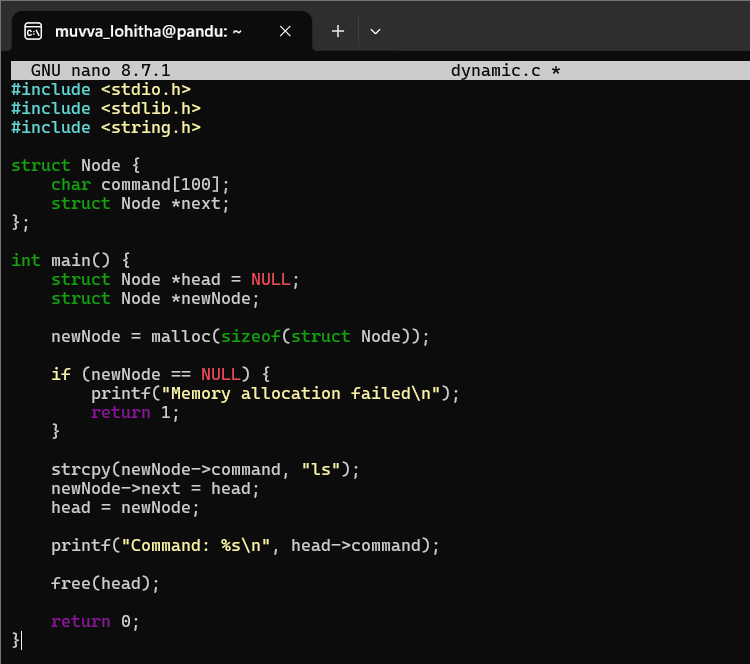 muvva_lohitha@pandu: ~
GNU nano 8.7.1 dynamic.c *
#include <stdio.h>
#include <stdlib.h>
#include <string.h>

struct Node {
    char command[100];
    struct Node *next;
};

int main() {
    struct Node *head = NULL;
    struct Node *newNode;

    newNode = malloc(sizeof(struct Node));

    if (newNode == NULL) {
        printf("Memory allocation failed\n");
        return 1;
    }

    strcpy(newNode->command, "ls");
    newNode->next = head;
    head = newNode;

    printf("Command: %s\n", head->command);

    free(head);

    return 0;
}